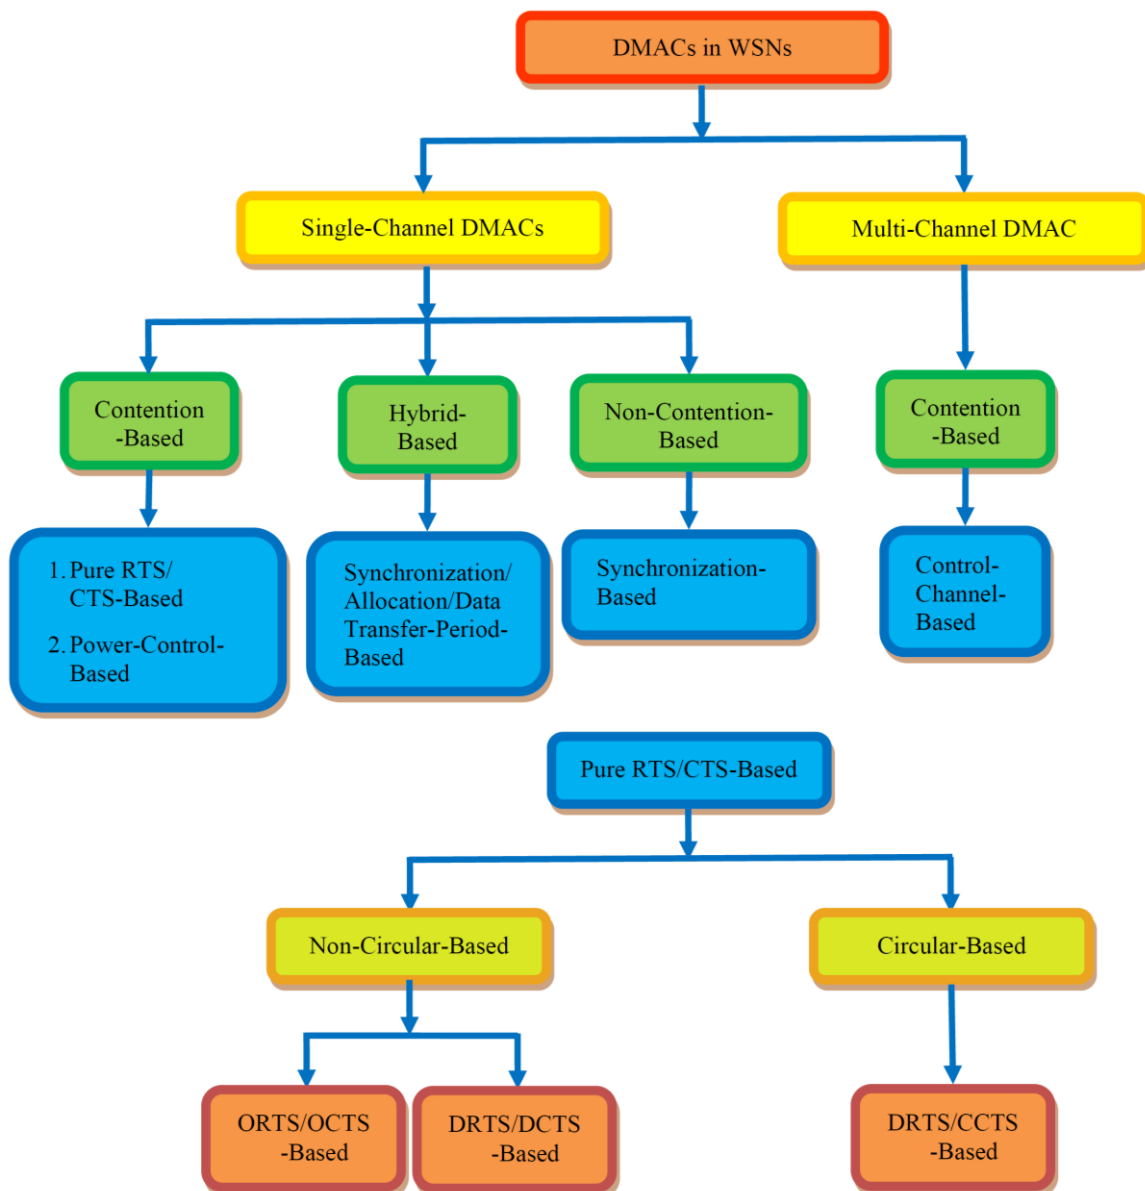 DMACs in WSNs
Single-Channel DMACs
Multi-Channel DMAC
Contention
-Based
Hybrid-
Based
Non-Contention-
Based
Contention
-Based
1. Pure RTS/
CTS-Based
2. Power-Control-
Based
Synchronization/
Allocation/Data
Transfer-Period-
Based
Synchronization-
Based
Control-
Channel-
Based
Pure RTS/CTS-Based
Non-Circular-Based
Circular-Based
ORTS/OCTS
-Based
DRTS/DCTS
-Based
DRTS/CCTS
-Based